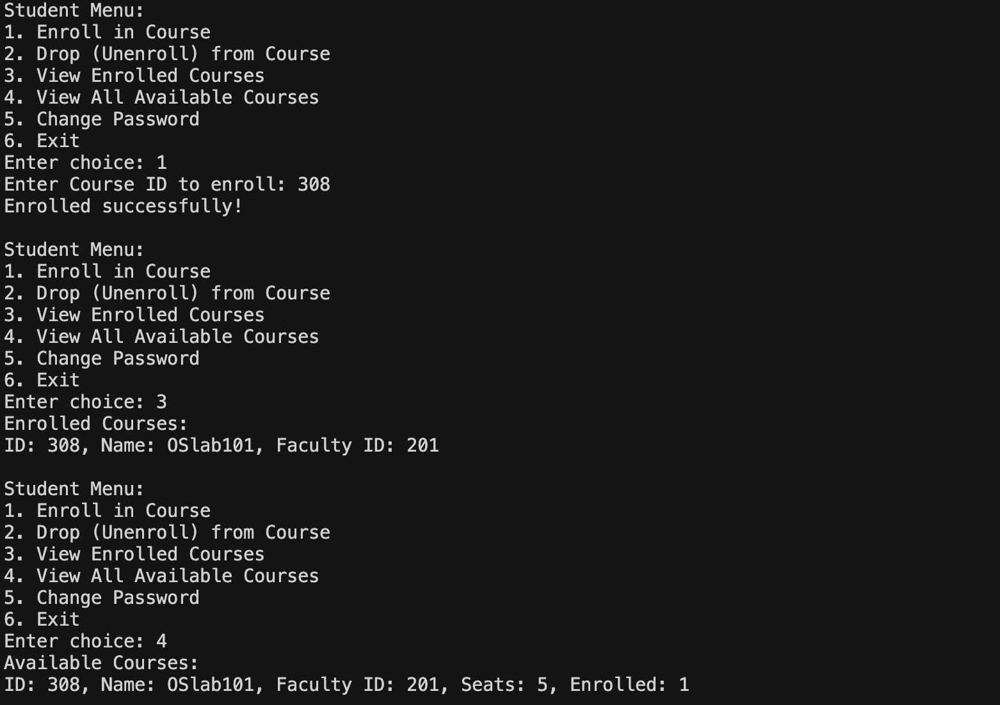 Student Menu:
1. Enroll in Course
2. Drop (Unenroll) from Course
3. View Enrolled Courses
4. View All Available Courses
5. Change Password
6. Exit
Enter choice: 1
Enter Course ID to enroll: 308
Enrolled successfully!

Student Menu:
1. Enroll in Course
2. Drop (Unenroll) from Course
3. View Enrolled Courses
4. View All Available Courses
5. Change Password
6. Exit
Enter choice: 3
Enrolled Courses:
ID: 308, Name: OSlab101, Faculty ID: 201

Student Menu:
1. Enroll in Course
2. Drop (Unenroll) from Course
3. View Enrolled Courses
4. View All Available Courses
5. Change Password
6. Exit
Enter choice: 4
Available Courses:
ID: 308, Name: OSlab101, Faculty ID: 201, Seats: 5, Enrolled: 1